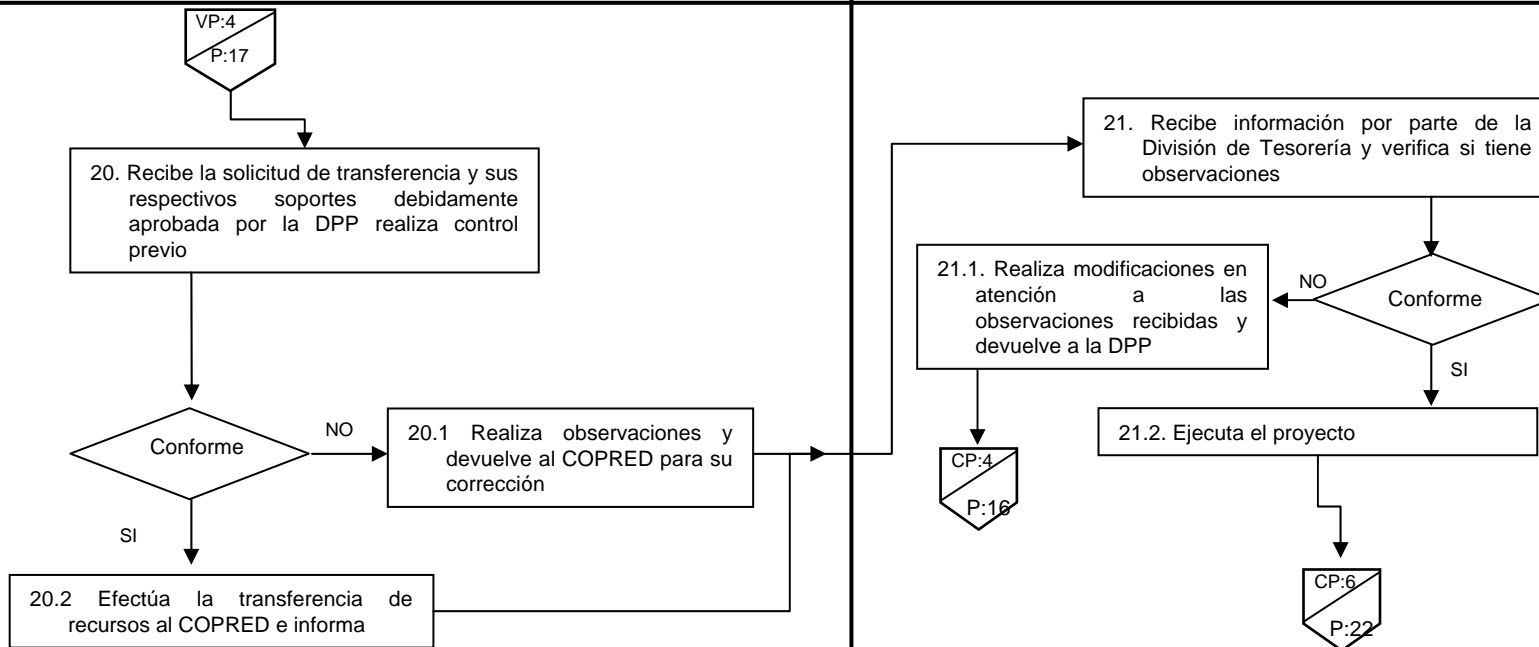 VP:4
P:17
20. Recibe la solicitud de transferencia y sus
respectivos soportes debidamente
aprobada por la DPP realiza control
previo
Conforme
NO
20.1 Realiza observaciones y
devuelve al COPRED para su
corrección
SI
20.2 Efectúa la transferencia de
recursos al COPRED e informa
21. Recibe información por parte de la
División de Tesorería y verifica si tiene
observaciones
Conforme
NO
21.1. Realiza modificaciones en
atención a las
observaciones recibidas y
devuelve a la DPP
SI
21.2. Ejecuta el proyecto
CP:4
P:16
CP:6
P:22